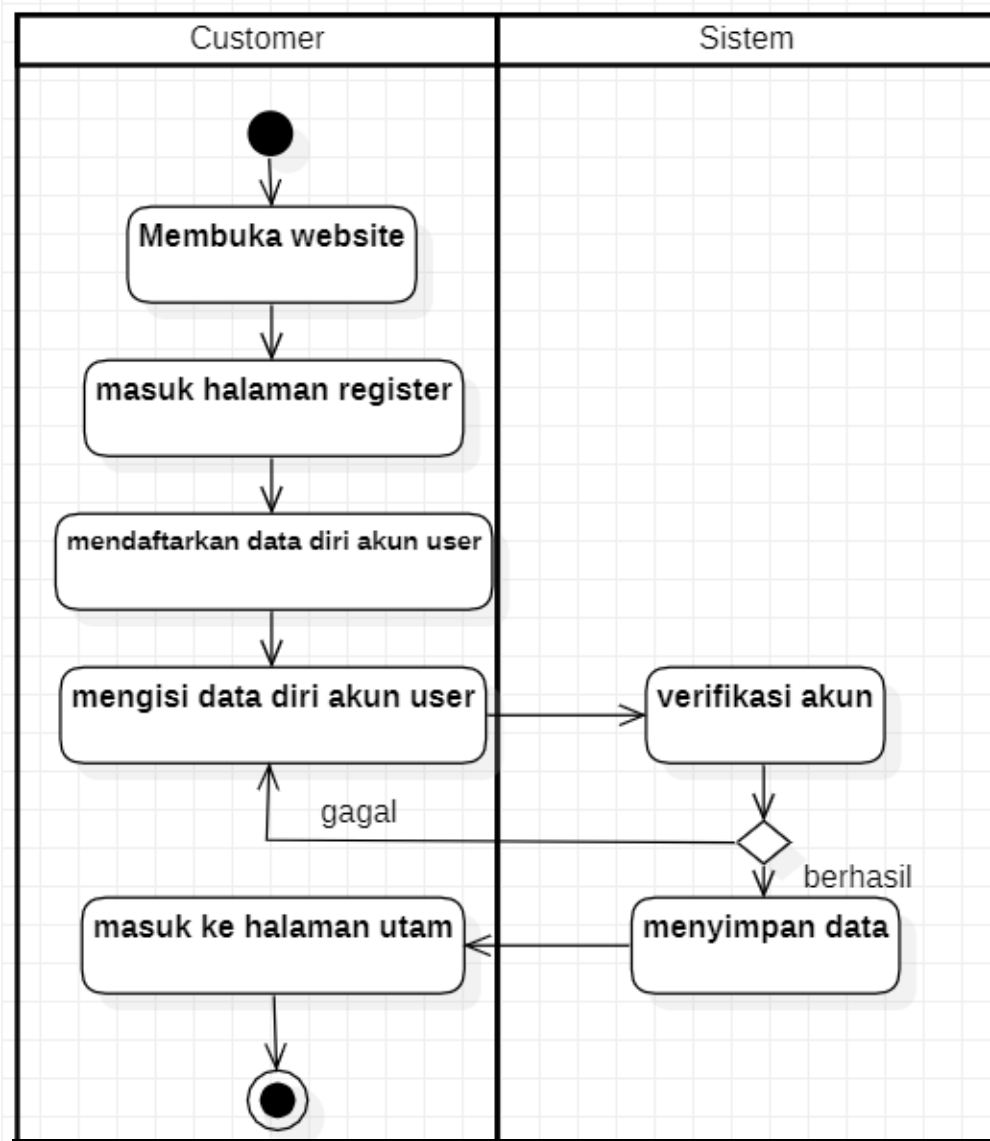 Customer
Sistem
Membuka website
masuk halaman register
mendaftarkan data diri akun user
mengisi data diri akun user
verifikasi akun
gagal
berhasil
masuk ke halaman utam
menyimpan data